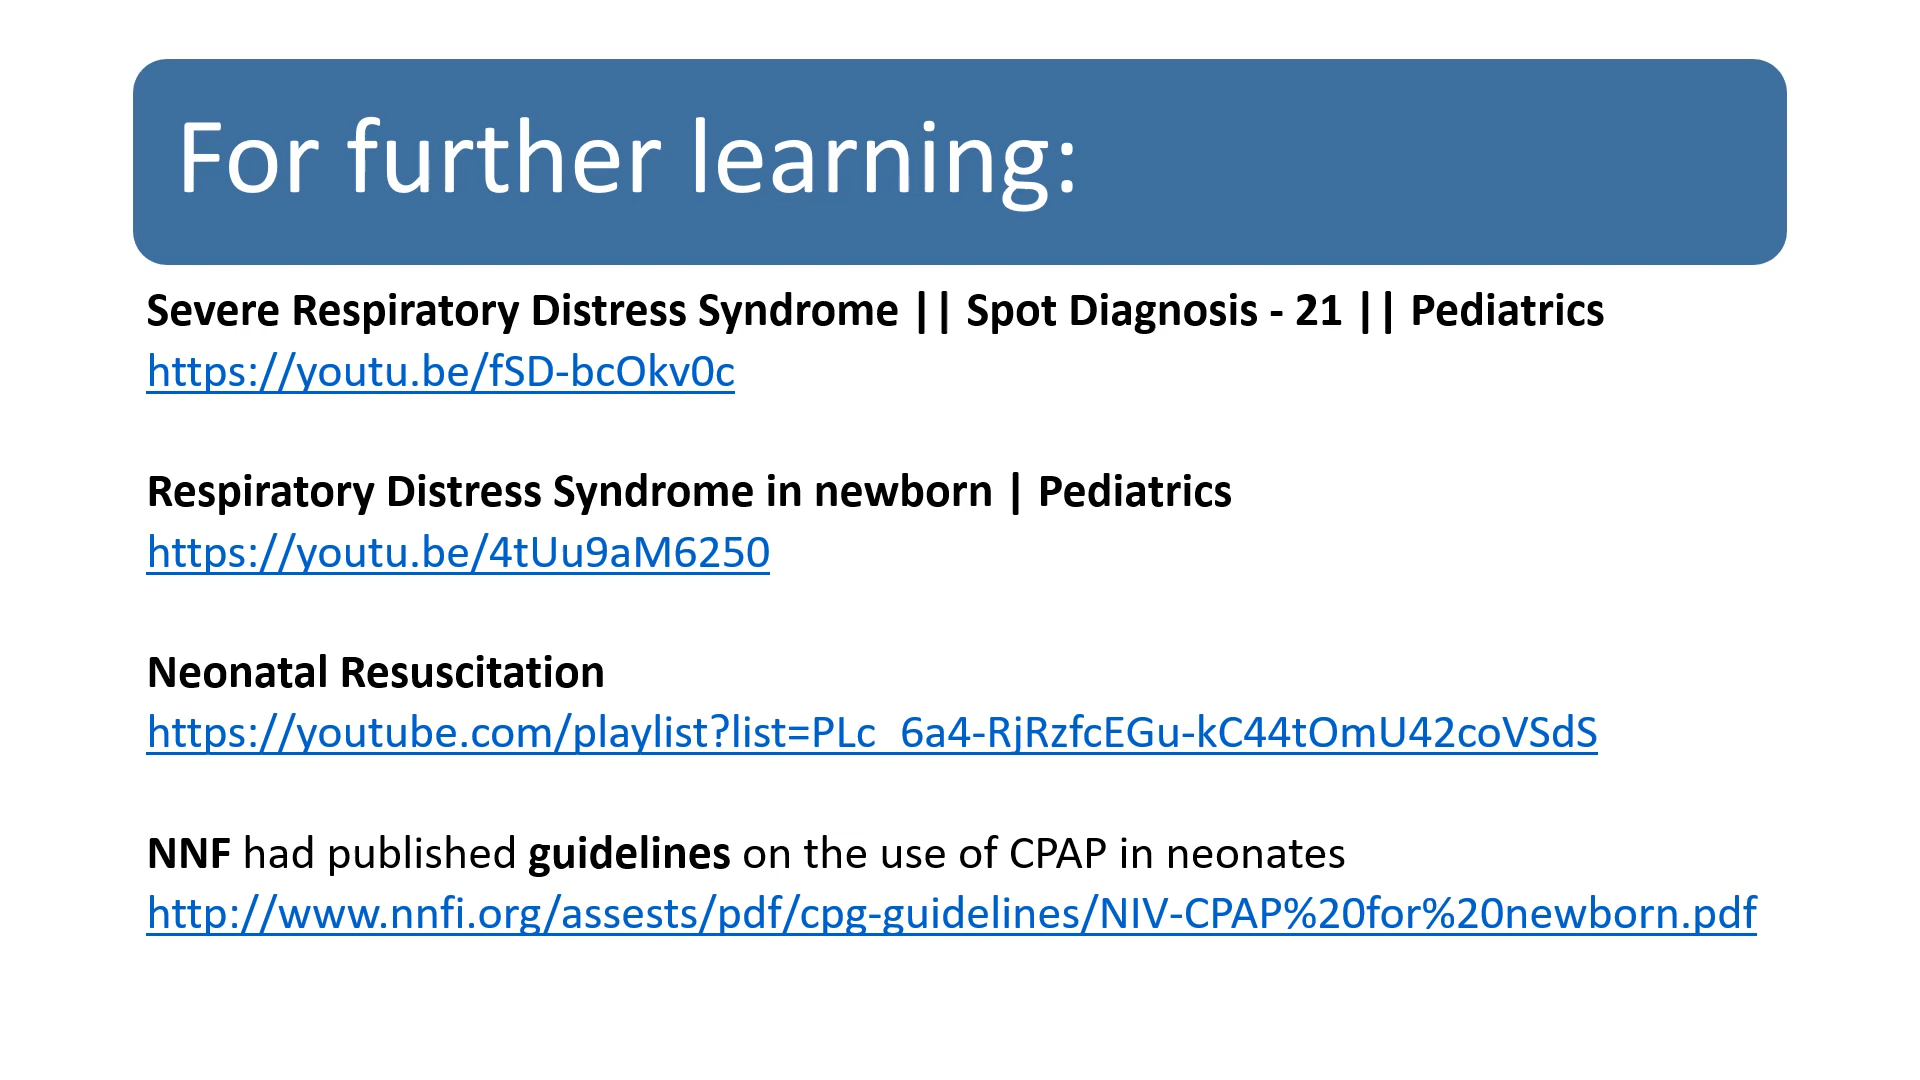 For further learning:
Severe Respiratory Distress Syndrome || Spot Diagnosis - 21 || Pediatrics
https://youtu.be/fSD-bcOkv0c
Respiratory Distress Syndrome in newborn | Pediatrics
https://youtu.be/4tUu9aM6250
Neonatal Resuscitation
https://youtube.com/playlist?list=PLc_6a4-RjRzfcEGu-kC44tOmU42coVSdS
NNF had published guidelines on the use of CPAP in neonates
http://www.nnfi.org/assests/pdf/cpg-guidelines/NIV-CPAP%20for%20newborn.pdf